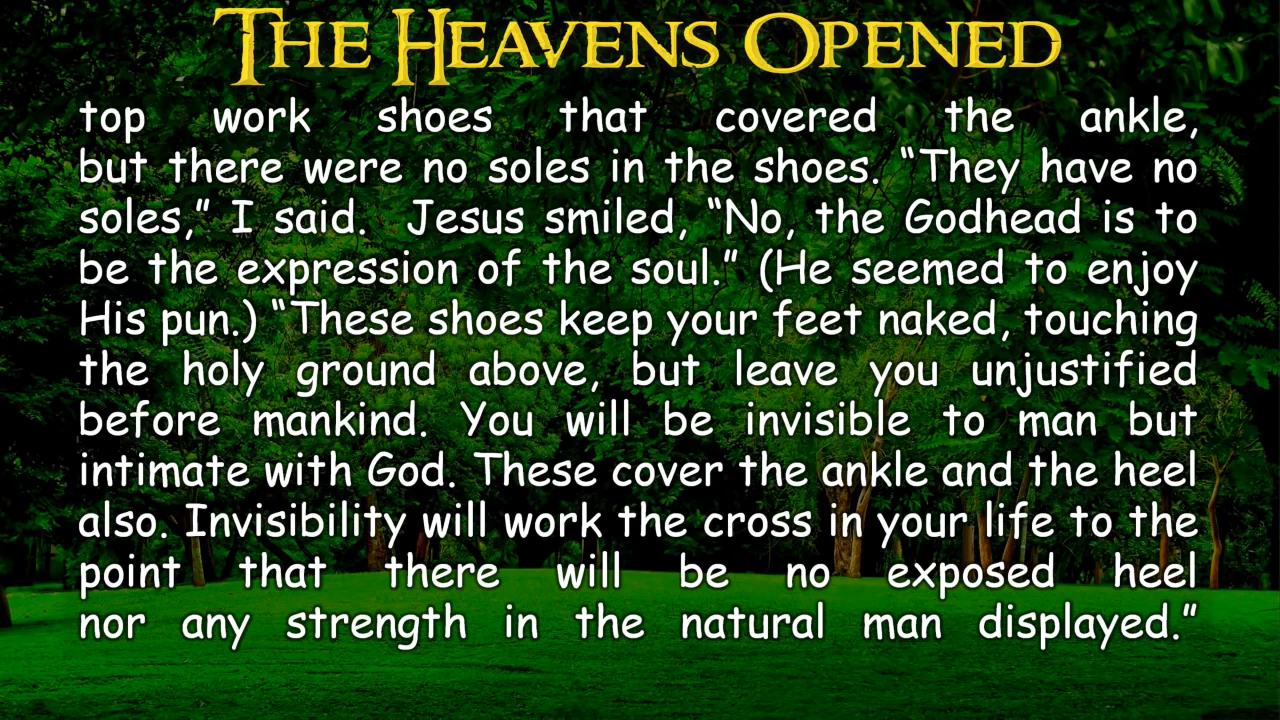 The Heavens Opened
top work shoes that covered the ankle,
but there were no soles in the shoes. “They have no
soles,” I said. Jesus smiled, “No, the Godhead is to
be the expression of the soul.” (He seemed to enjoy
His pun.) “These shoes keep your feet naked, touching
the holy ground above, but leave you unjustified
before mankind. You will be invisible to man but
intimate with God. These cover the ankle and the heel
also. Invisibility will work the cross in your life to the
point that there will be no exposed heel
nor any strength in the natural man displayed.”